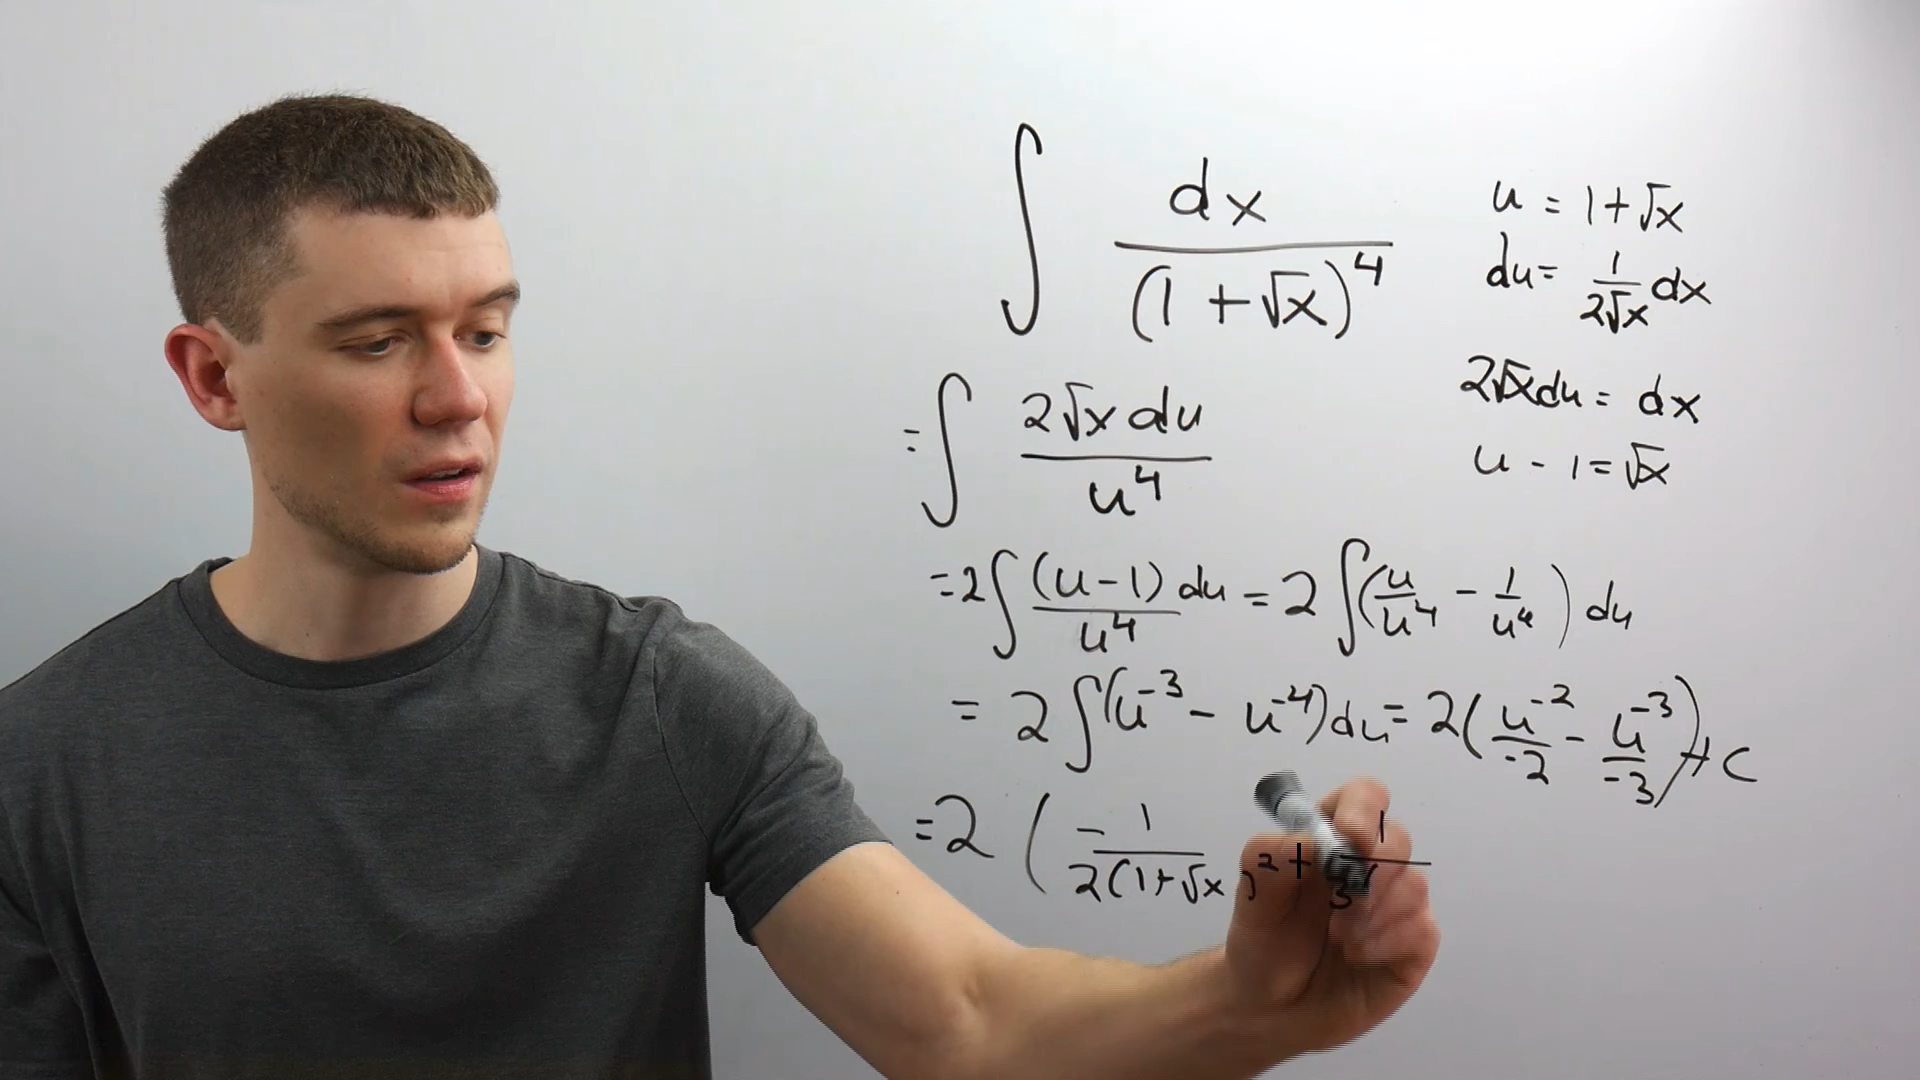 ∫ dx / (1 + √x)^4
u = 1 + √x
du = 1/(2√x) dx
2√x du = dx
u - 1 = √x
= ∫ 2√x du / u^4
= 2 ∫ (u - 1) du / u^4 = 2 ∫ (u/u^4 - 1/u^4) du
= 2 ∫ (u^-3 - u^-4) du = 2 (u^-2/-2 - u^-3/-3) + C
= 2 ( -1/(2(1+√x)^2) + 1/(3(